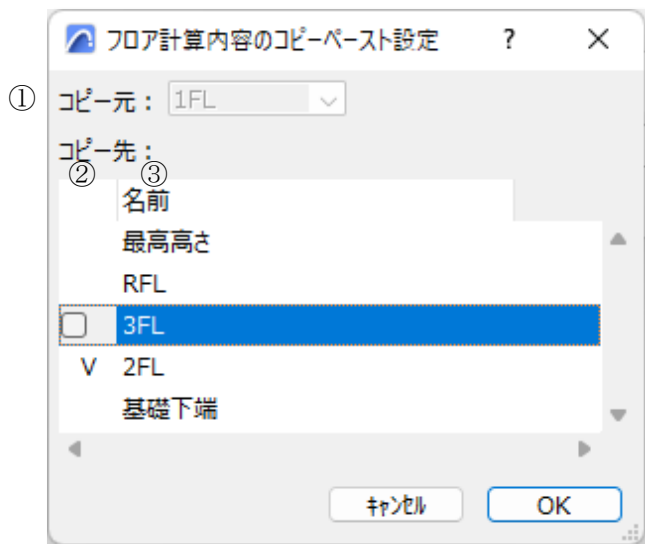 フロア計算内容のコピーペースト設定 ? ×
① コピー元： 1FL
コピー先：
② ③
名前
最高高さ
RFL
3FL
V 2FL
基礎下端
キャンセル OK